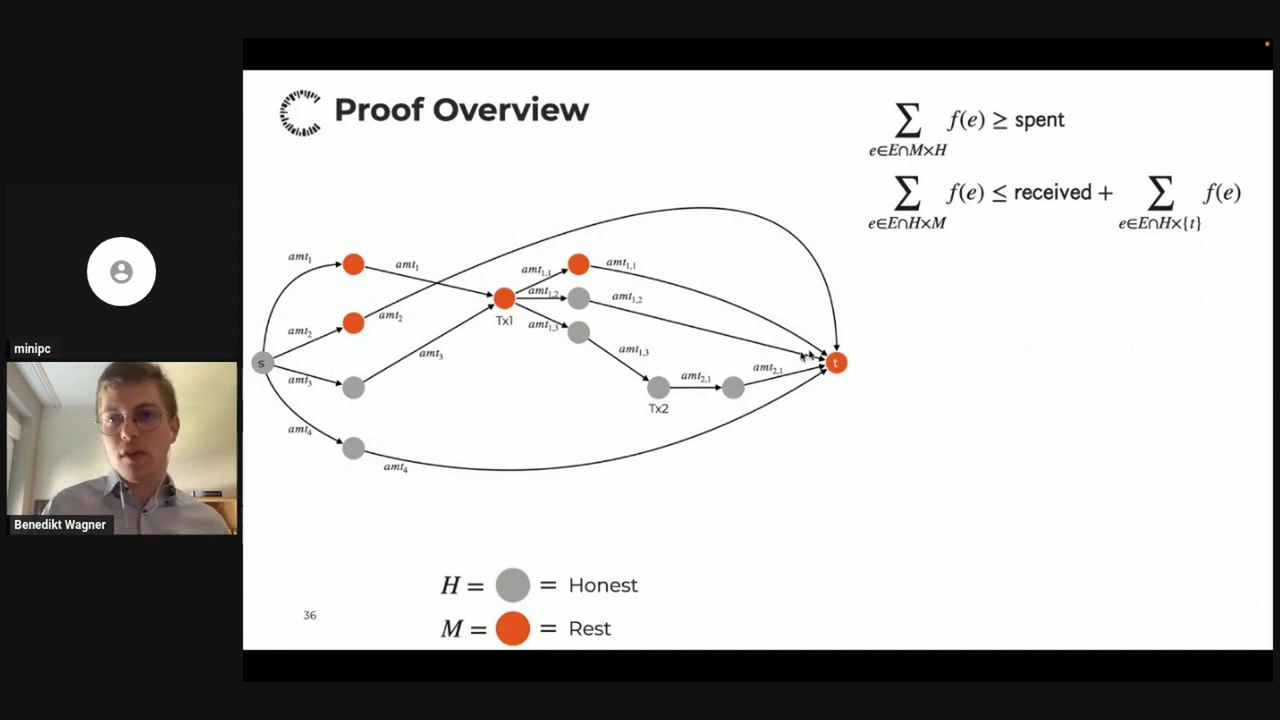 Proof Overview
∑ f(e) ≥ spent
e∈E∩M×H
∑ f(e) ≤ received + ∑ f(e)
e∈E∩H×M e∈E∩H×{t}
amt₁
amt₁
amt₁,₁
amt₁,₁
amt₁,₂
amt₁,₂
amt₂
amt₂
Tx1
amt₁,₃
amt₁,₃
minipc
amt₃
s
t
amt₃
amt₂,₁
amt₂,₁
Tx2
amt₄
amt₄
Benedikt Wagner
H = = Honest
36
M = = Rest